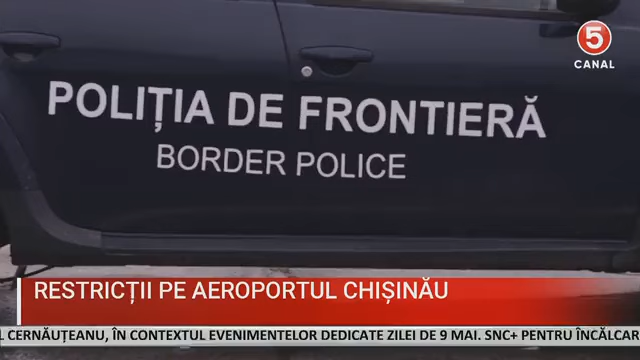 5
CANAL
POLIȚIA DE FRONTIERĂ
BORDER POLICE
RESTRICȚII PE AEROPORTUL CHIȘINĂU
CERNĂUȚEANU, ÎN CONTEXTUL EVENIMENTELOR DEDICATE ZILEI DE 9 MAI. SNC+ PENTRU